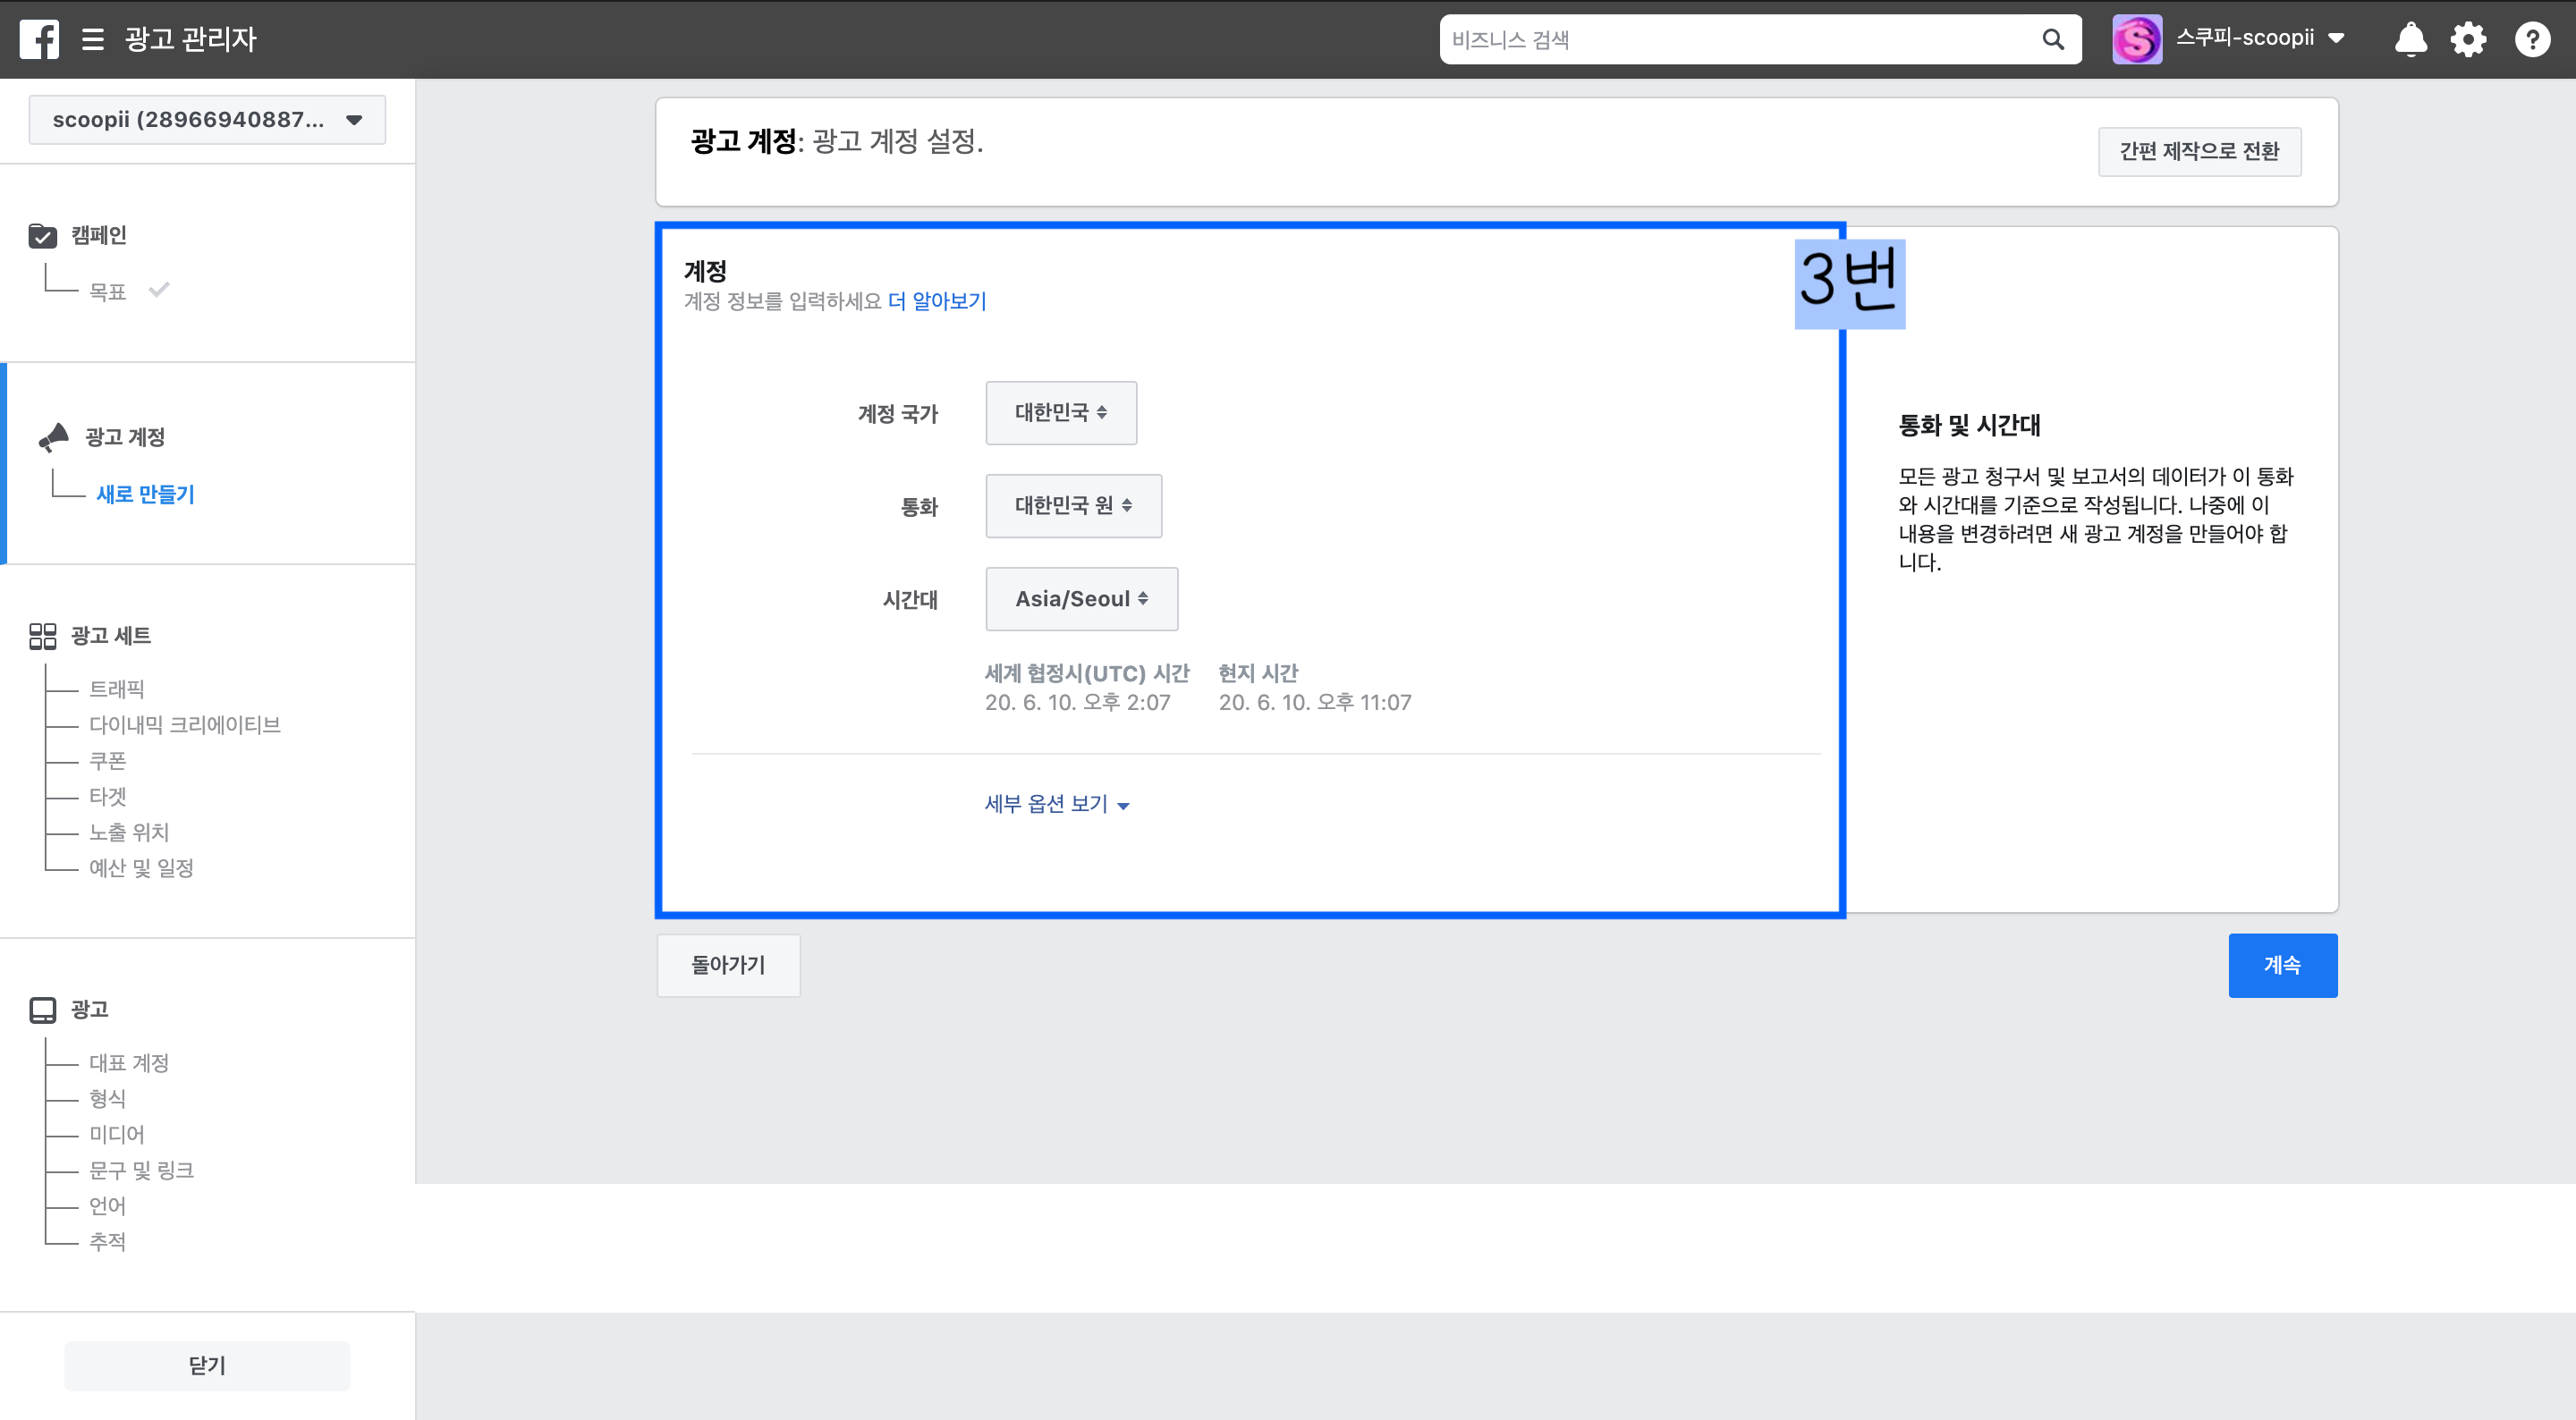 광고 관리자
비즈니스 검색
스쿠피-scoopii
scoopii (28966940887...
캠페인
목표
광고 계정
새로 만들기
광고 세트
트래픽
다이내믹 크리에이티브
쿠폰
타겟
노출 위치
예산 및 일정
광고
대표 계정
형식
미디어
문구 및 링크
언어
추적
닫기
광고 계정: 광고 계정 설정.
간편 제작으로 전환
3번
계정
계정 정보를 입력하세요 더 알아보기
계정 국가 대한민국
통화 대한민국 원
시간대 Asia/Seoul
세계 협정시(UTC) 시간 현지 시간
20. 6. 10. 오후 2:07 20. 6. 10. 오후 11:07
세부 옵션 보기
통화 및 시간대
모든 광고 청구서 및 보고서의 데이터가 이 통화
와 시간대를 기준으로 작성됩니다. 나중에 이
내용을 변경하려면 새 광고 계정을 만들어야 합
니다.
돌아가기
계속